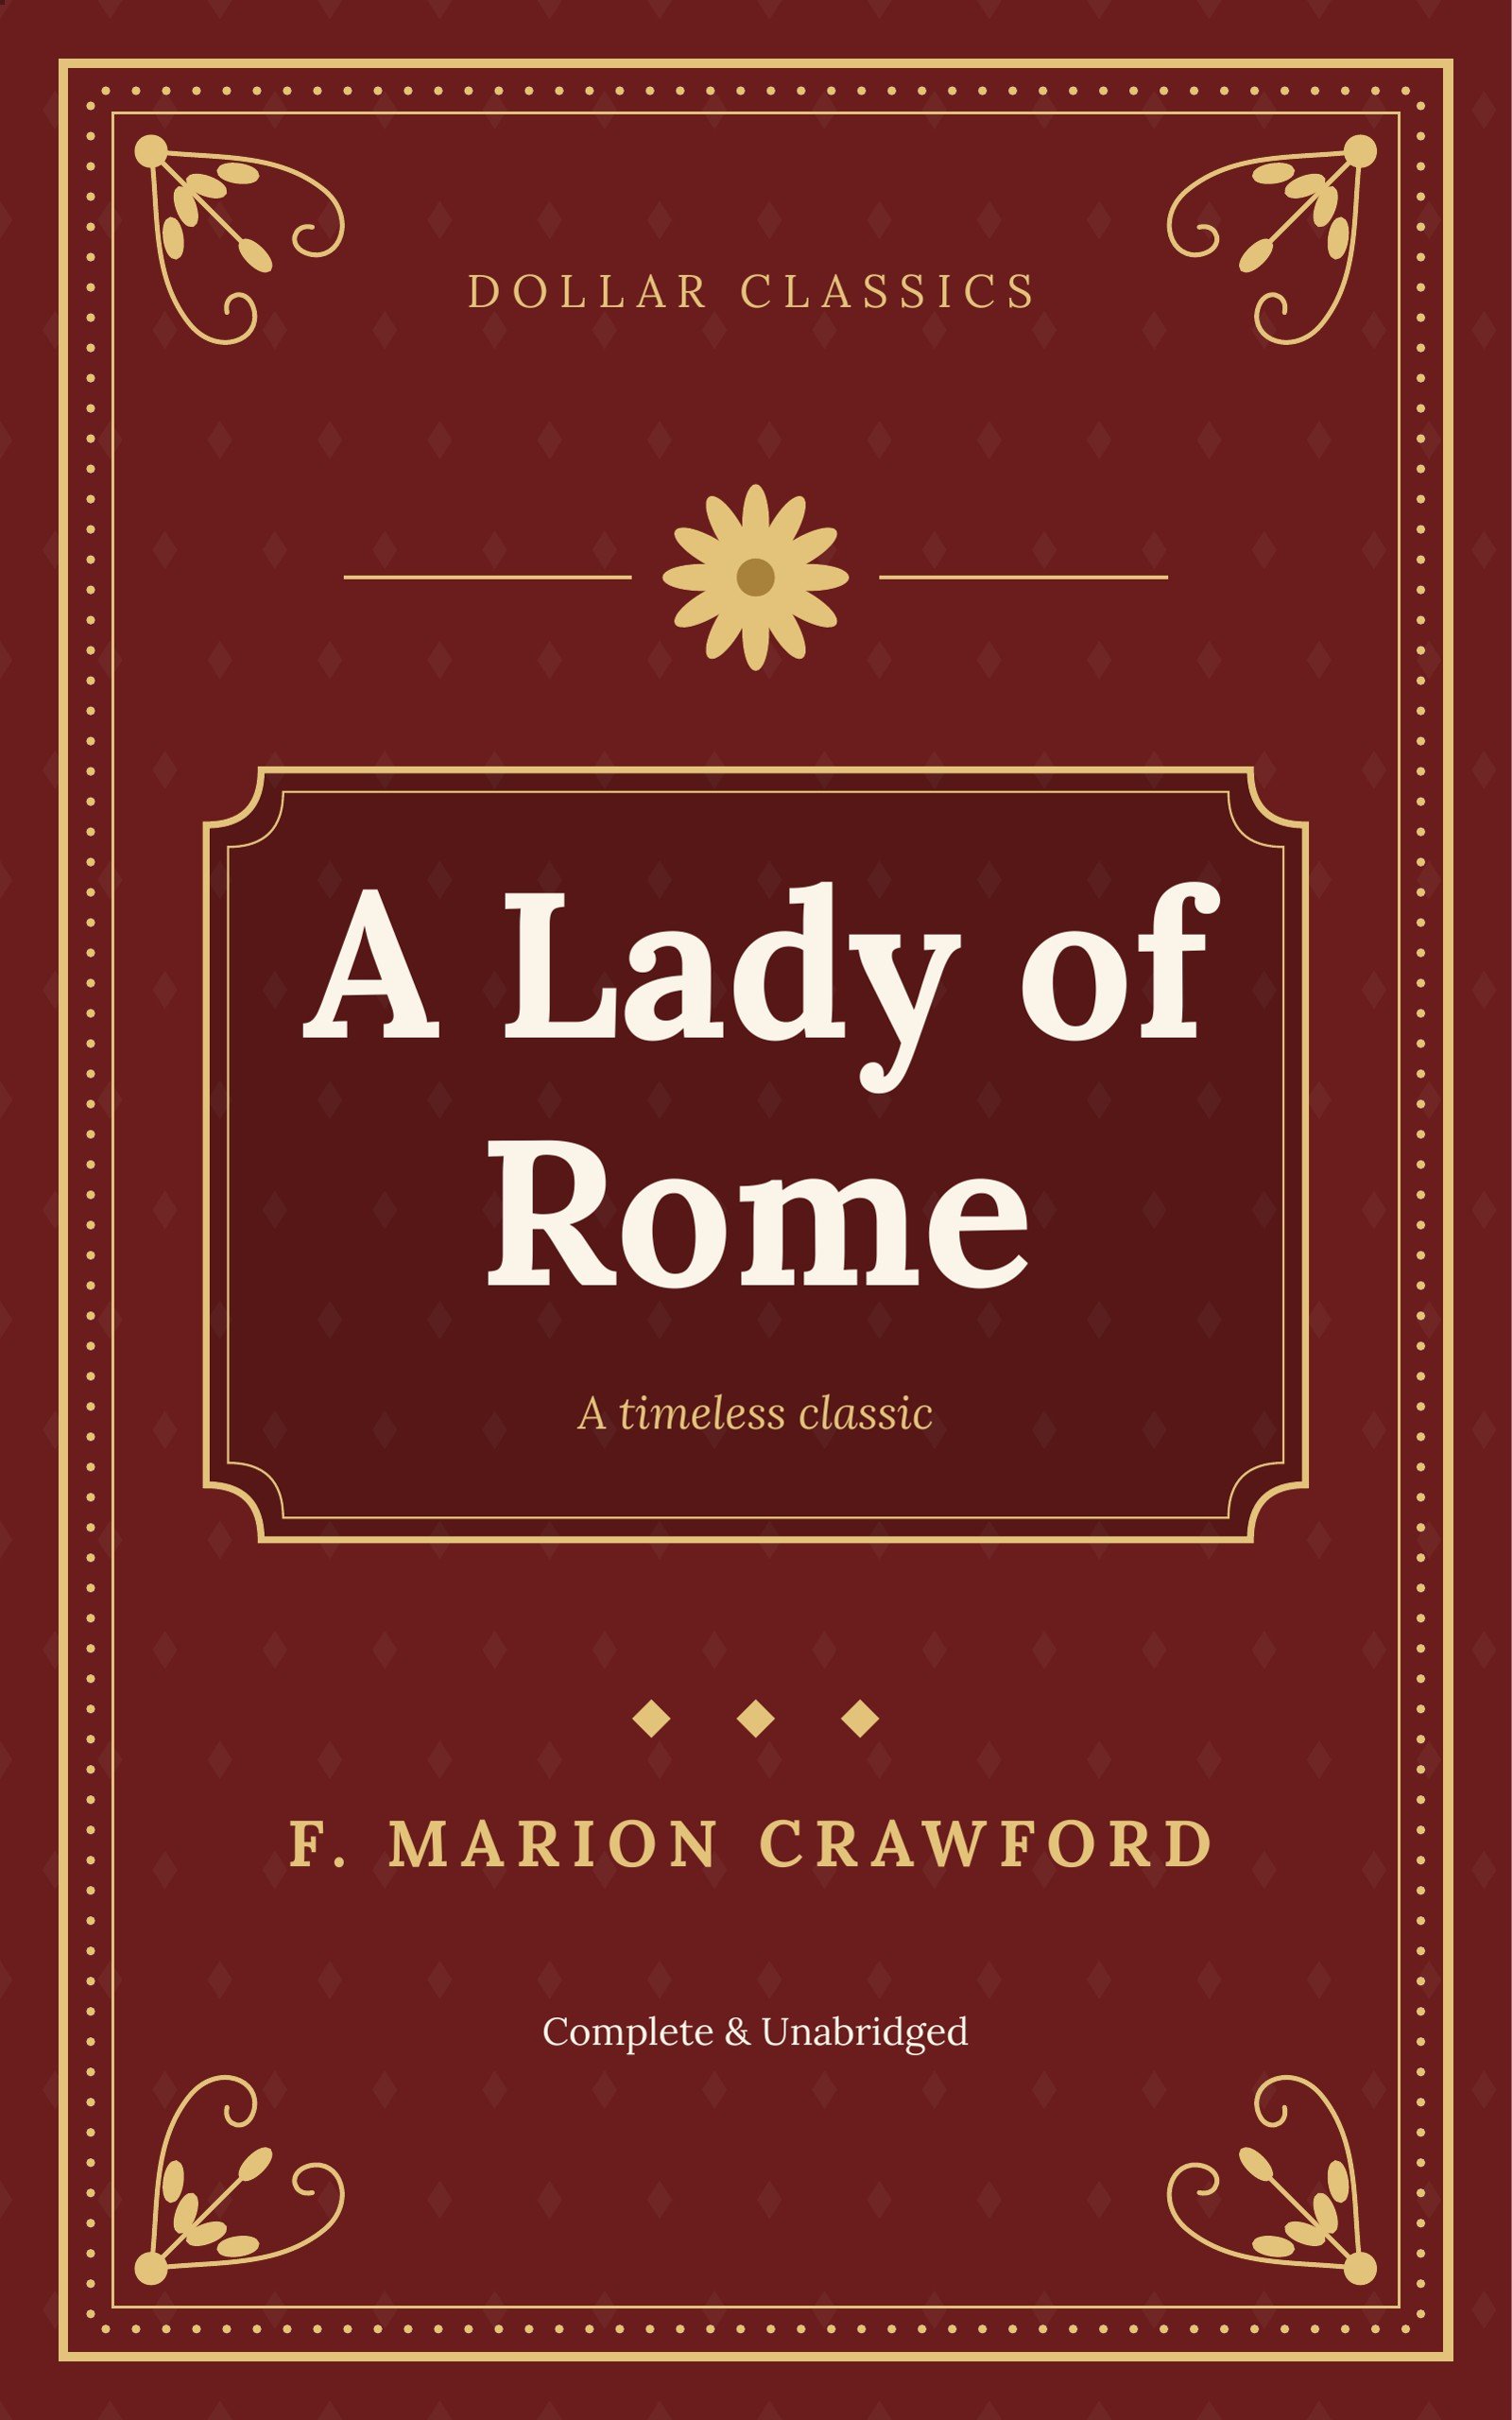 DOLLAR CLASSICS
A Lady of
Rome
A timeless classic
F. MARION CRAWFORD
Complete & Unabridged